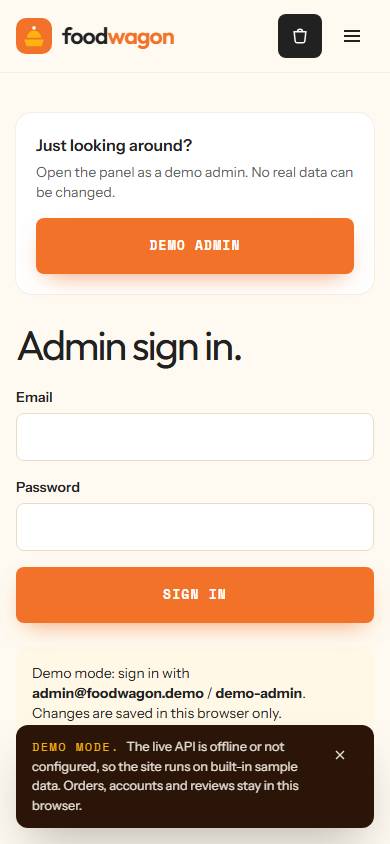 foodwagon
Just looking around?
Open the panel as a demo admin. No real data can
be changed.
DEMO ADMIN
Admin sign in.
Email
Password
SIGN IN
Demo mode: sign in with
admin@foodwagon.demo / demo-admin.
Changes are saved in this browser only.
DEMO MODE. The live API is offline or not
configured, so the site runs on built-in sample
data. Orders, accounts and reviews stay in this
browser.